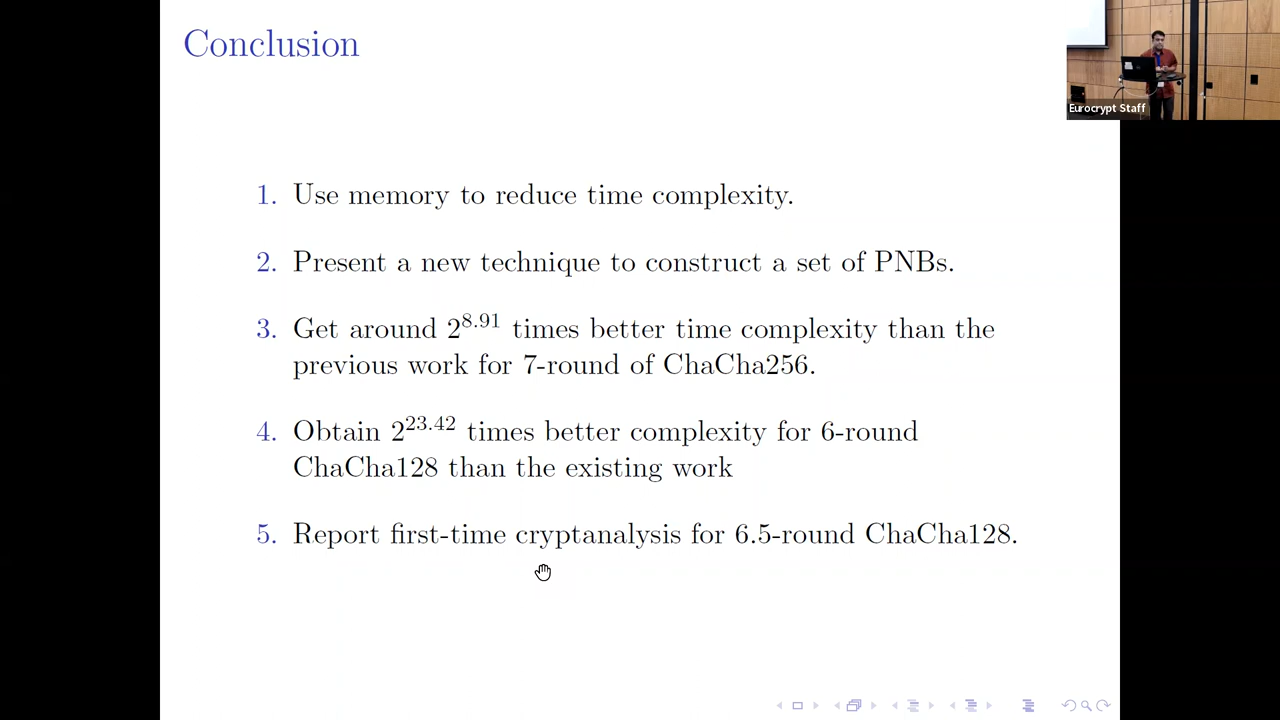 Conclusion
Eurocrypt Staff
1. Use memory to reduce time complexity.
2. Present a new technique to construct a set of PNBs.
3. Get around 2^8.91 times better time complexity than the
previous work for 7-round of ChaCha256.
4. Obtain 2^23.42 times better complexity for 6-round
ChaCha128 than the existing work
5. Report first-time cryptanalysis for 6.5-round ChaCha128.